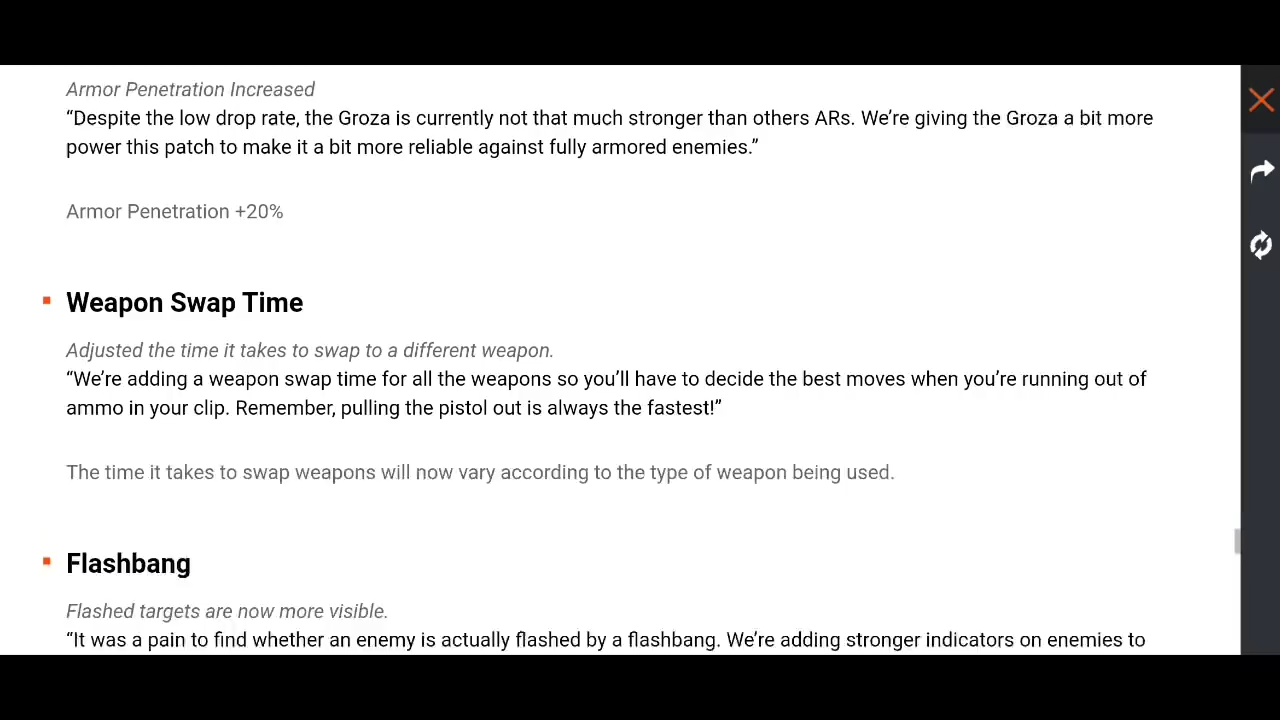 Armor Penetration Increased
“Despite the low drop rate, the Groza is currently not that much stronger than others ARs. We’re giving the Groza a bit more
power this patch to make it a bit more reliable against fully armored enemies.”
Armor Penetration +20%
Weapon Swap Time
Adjusted the time it takes to swap to a different weapon.
“We’re adding a weapon swap time for all the weapons so you’ll have to decide the best moves when you’re running out of
ammo in your clip. Remember, pulling the pistol out is always the fastest!”
The time it takes to swap weapons will now vary according to the type of weapon being used.
Flashbang
Flashed targets are now more visible.
“It was a pain to find whether an enemy is actually flashed by a flashbang. We’re adding stronger indicators on enemies to